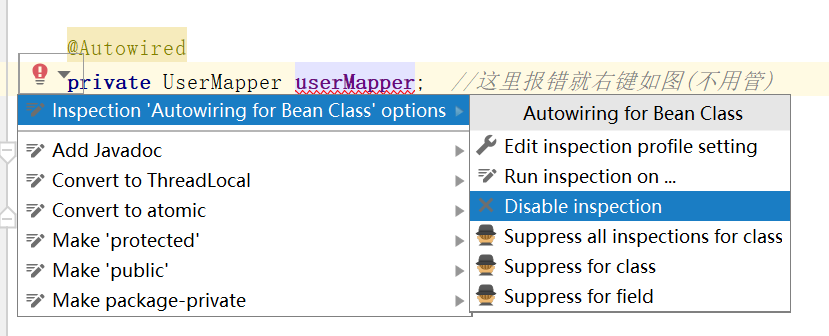 @Autowired
private UserMapper userMapper; //这里报错就右键如图(不用管)
Inspection 'Autowiring for Bean Class' options
Add Javadoc
Convert to ThreadLocal
Convert to atomic
Make 'protected'
Make 'public'
Make package-private
Autowiring for Bean Class
Edit inspection profile setting
Run inspection on ...
Disable inspection
Suppress all inspections for class
Suppress for class
Suppress for field